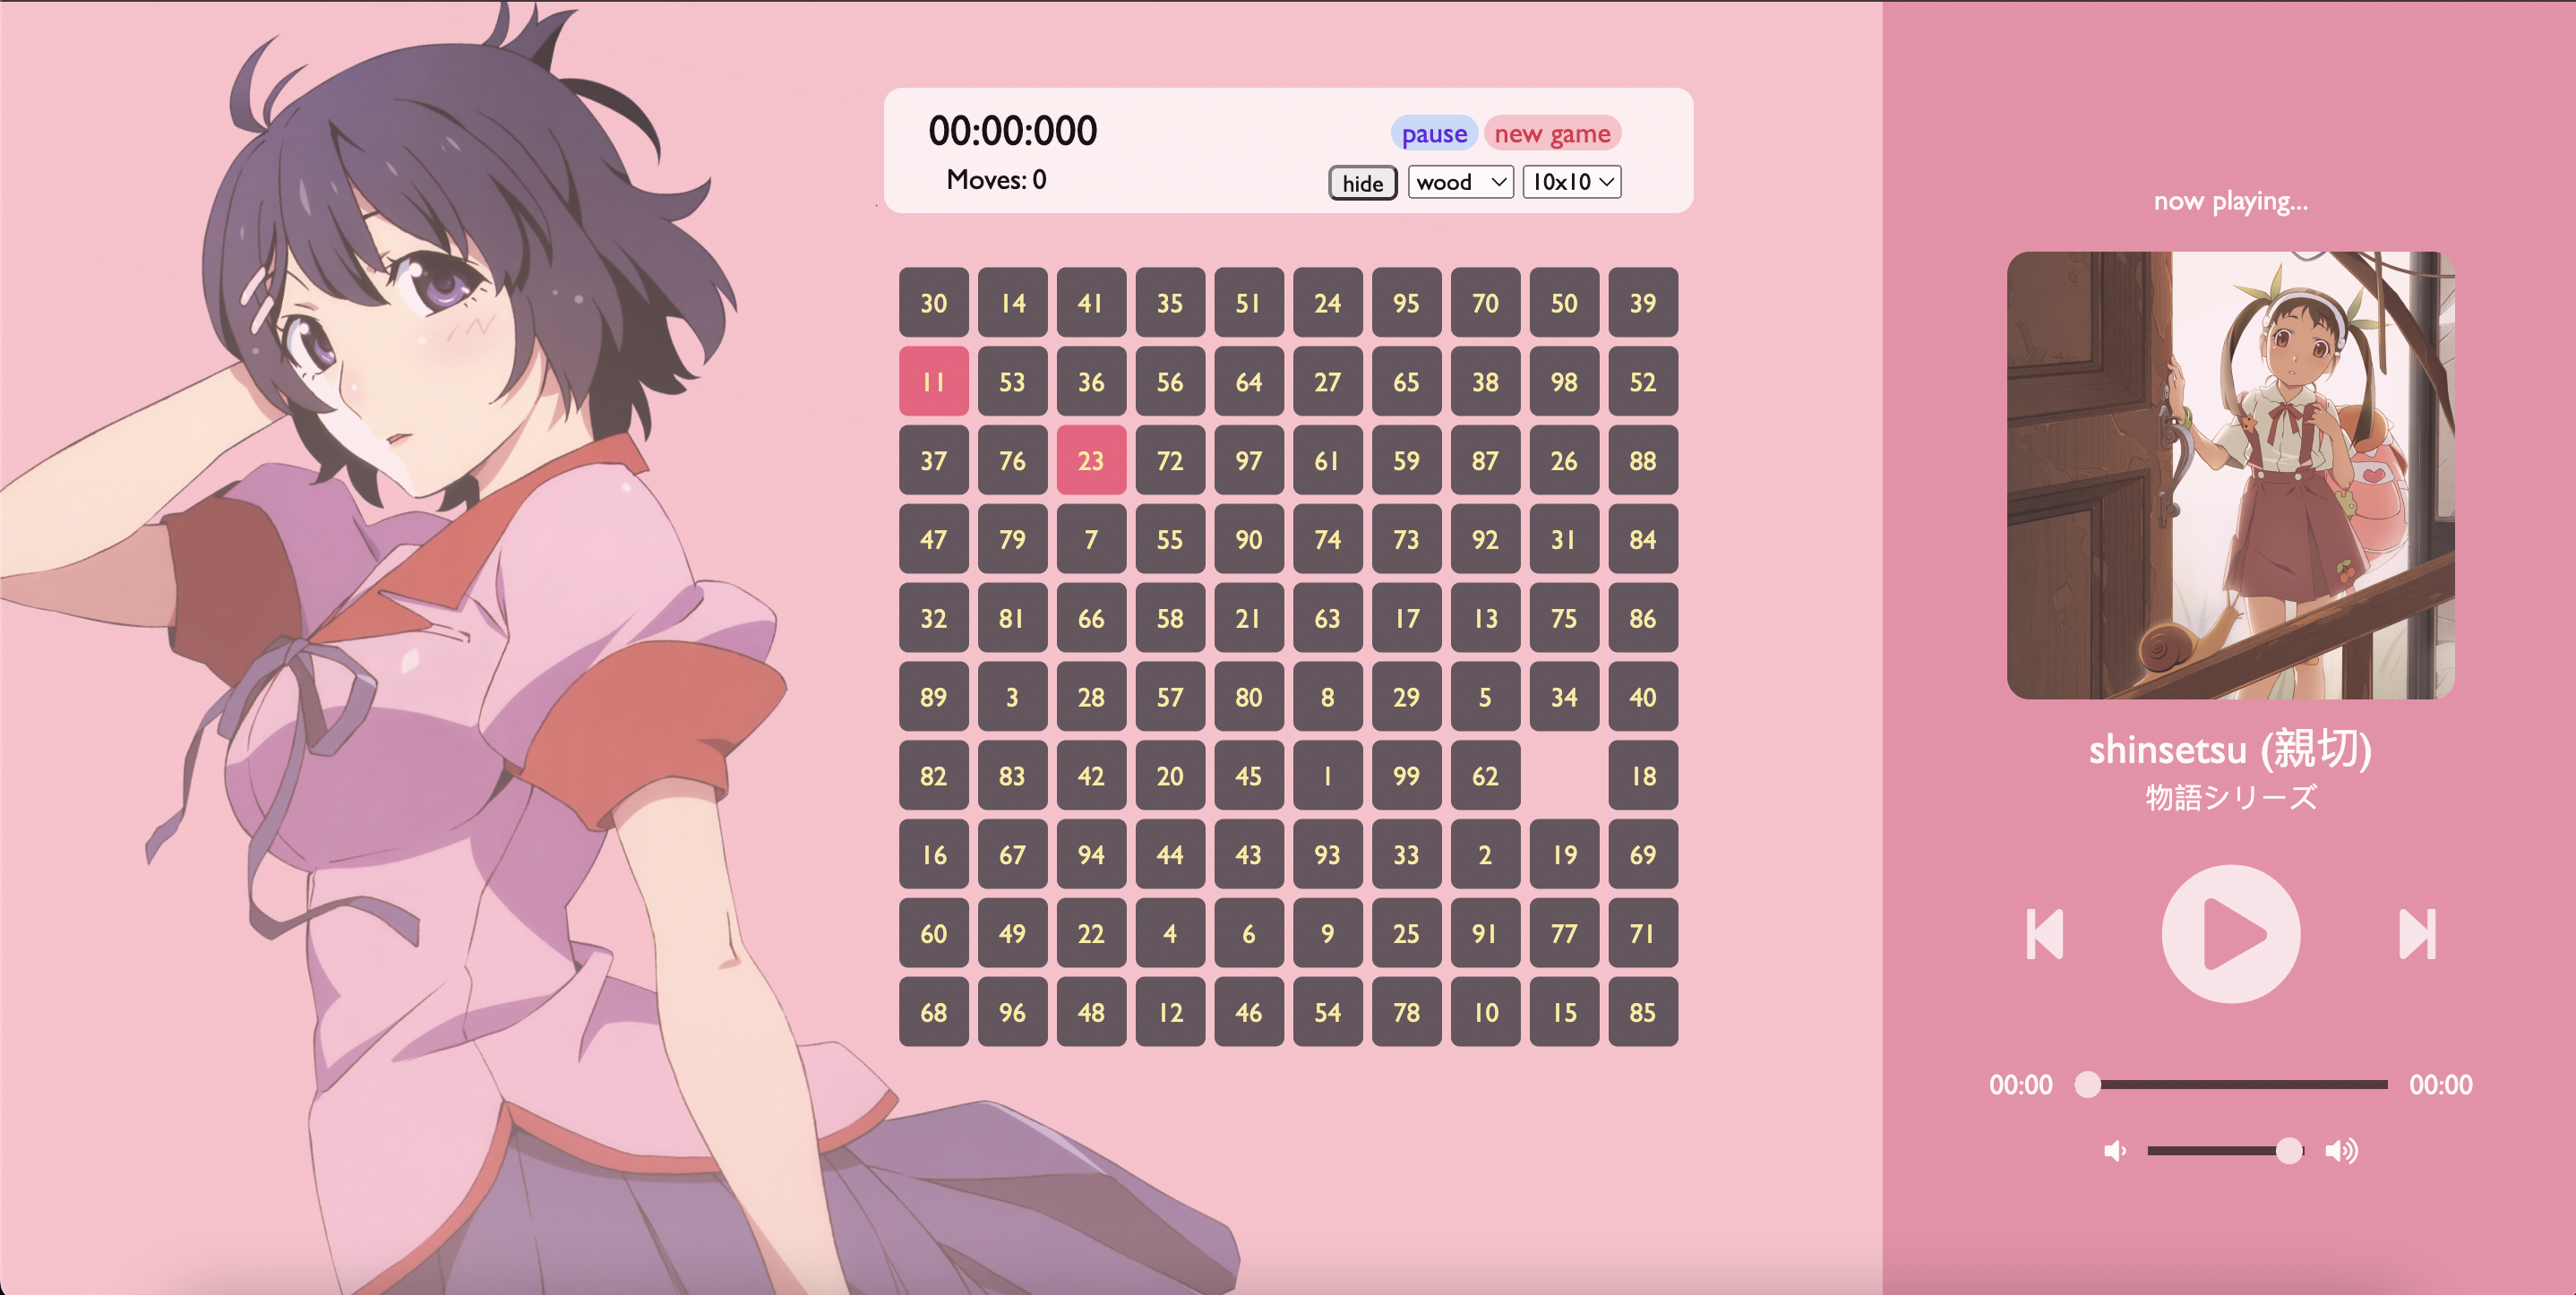 00:00:000
pause
new game
Moves: 0
hide
wood
10x10
30 14 41 35 51 24 95 70 50 39
11 53 36 56 64 27 65 38 98 52
37 76 23 72 97 61 59 87 26 88
47 79 7 55 90 74 73 92 31 84
32 81 66 58 21 63 17 13 75 86
89 3 28 57 80 8 29 5 34 40
82 83 42 20 45 1 99 62 18
16 67 94 44 43 93 33 2 19 69
60 49 22 4 6 9 25 91 77 71
68 96 48 12 46 54 78 10 15 85
now playing...
shinsetsu (親切)
物語シリーズ
00:00
00:00